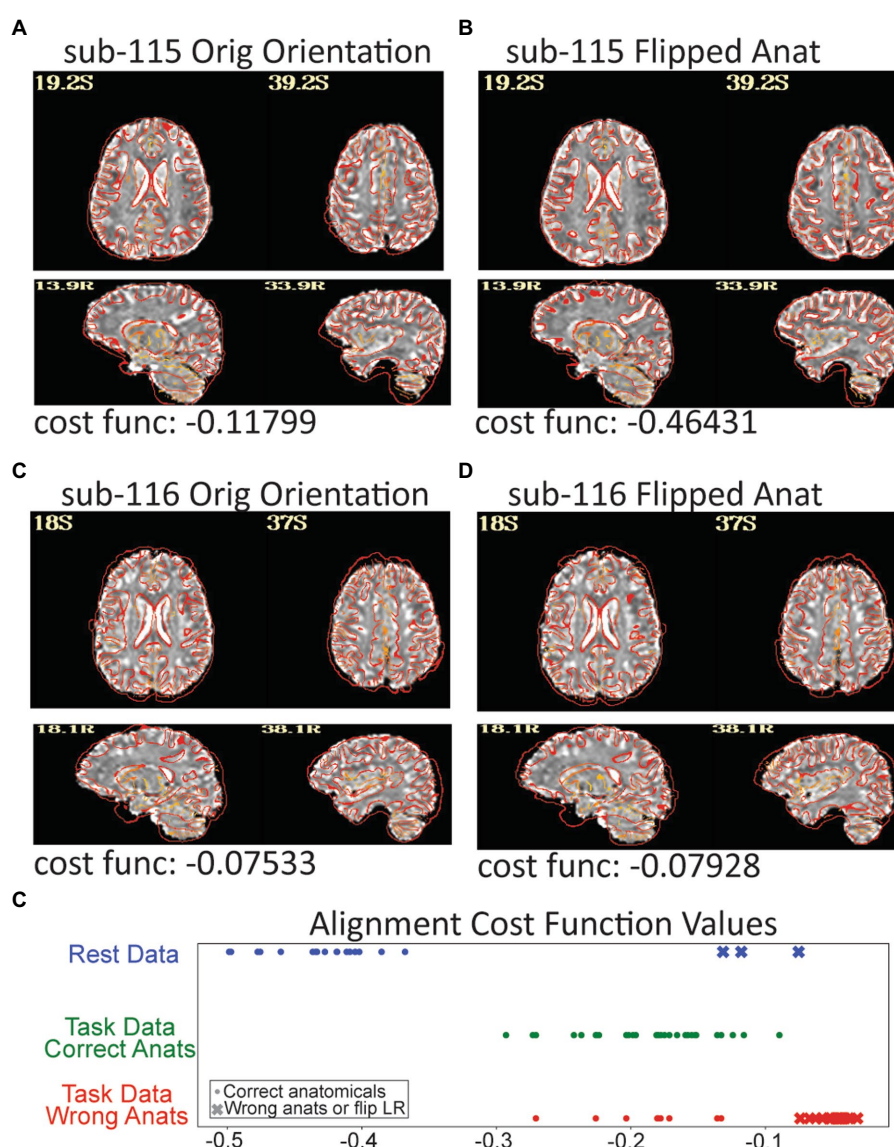 A
sub-115 Orig Orientation
19.2S 39.2S
13.9R 33.9R
cost func: -0.11799
B
sub-115 Flipped Anat
19.2S 39.2S
13.9R 33.9R
cost func: -0.46431
C
sub-116 Orig Orientation
18S 37S
18.1R 38.1R
cost func: -0.07533
D
sub-116 Flipped Anat
18S 37S
18.1R 38.1R
cost func: -0.07928
C
Alignment Cost Function Values
Rest Data
Task Data
Correct Anats
Task Data
Wrong Anats
Correct anatomicals
Wrong anats or flip LR
-0.5 -0.4 -0.3 -0.2 -0.1